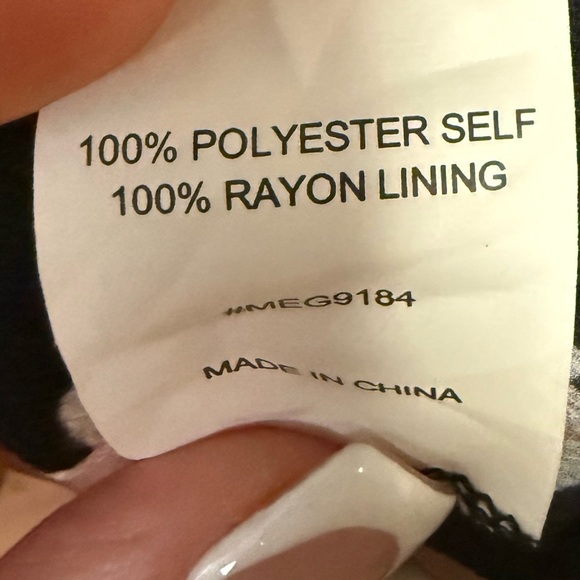 100% POLYESTER SELF
100% RAYON LINING
#MEG9184
MADE IN CHINA